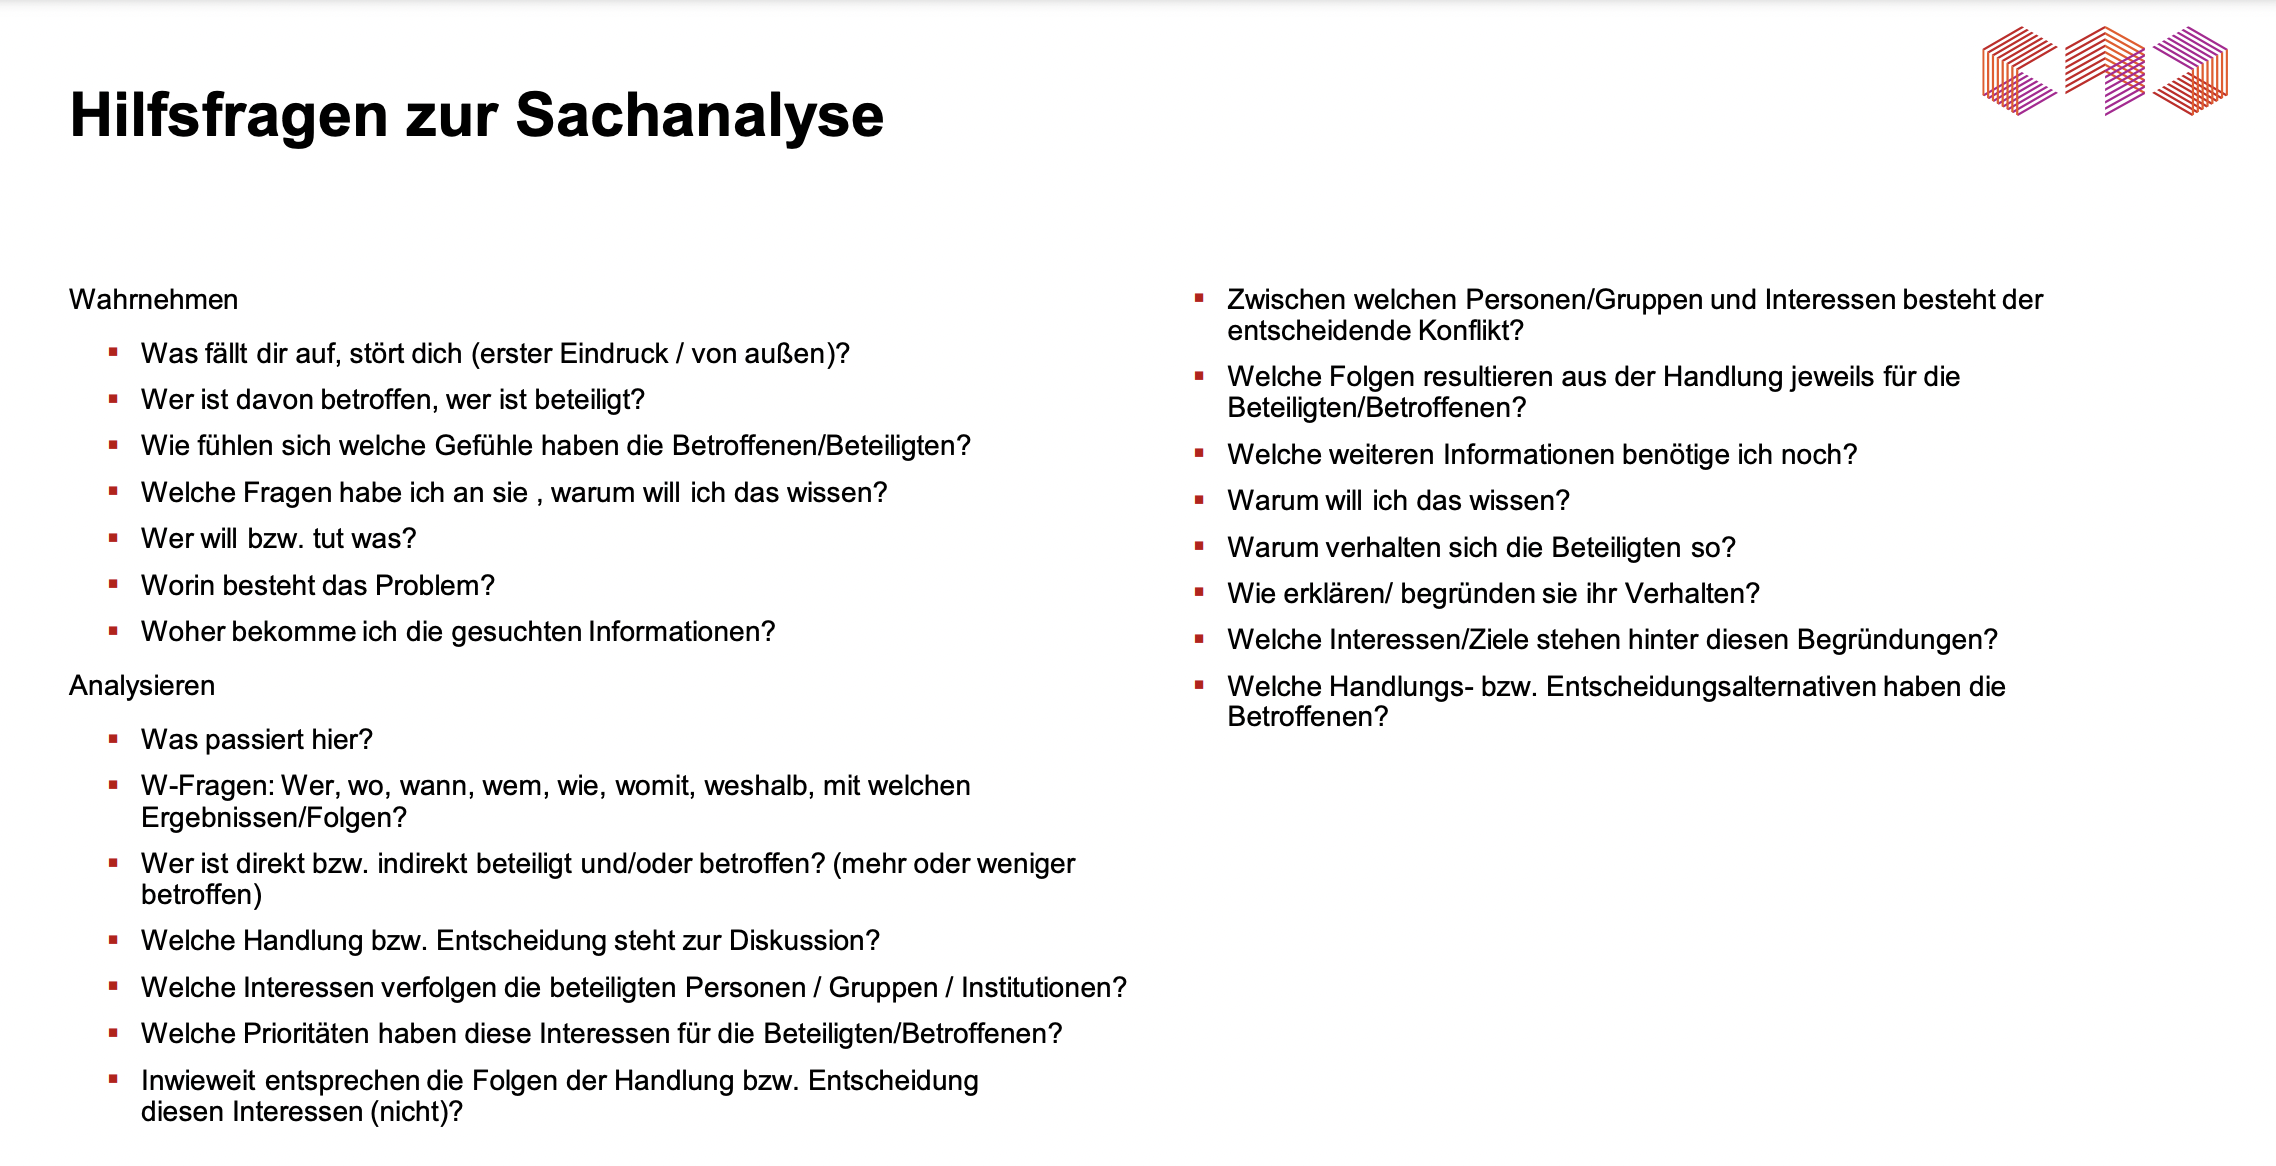 Hilfsfragen zur Sachanalyse
Wahrnehmen
Was fällt dir auf, stört dich (erster Eindruck / von außen)?
Wer ist davon betroffen, wer ist beteiligt?
Wie fühlen sich welche Gefühle haben die Betroffenen/Beteiligten?
Welche Fragen habe ich an sie , warum will ich das wissen?
Wer will bzw. tut was?
Worin besteht das Problem?
Woher bekomme ich die gesuchten Informationen?
Analysieren
Was passiert hier?
W-Fragen: Wer, wo, wann, wem, wie, womit, weshalb, mit welchen
Ergebnissen/Folgen?
Wer ist direkt bzw. indirekt beteiligt und/oder betroffen? (mehr oder weniger
betroffen)
Welche Handlung bzw. Entscheidung steht zur Diskussion?
Welche Interessen verfolgen die beteiligten Personen / Gruppen / Institutionen?
Welche Prioritäten haben diese Interessen für die Beteiligten/Betroffenen?
Inwieweit entsprechen die Folgen der Handlung bzw. Entscheidung
diesen Interessen (nicht)?
Zwischen welchen Personen/Gruppen und Interessen besteht der
entscheidende Konflikt?
Welche Folgen resultieren aus der Handlung jeweils für die
Beteiligten/Betroffenen?
Welche weiteren Informationen benötige ich noch?
Warum will ich das wissen?
Warum verhalten sich die Beteiligten so?
Wie erklären/ begründen sie ihr Verhalten?
Welche Interessen/Ziele stehen hinter diesen Begründungen?
Welche Handlungs- bzw. Entscheidungsalternativen haben die
Betroffenen?